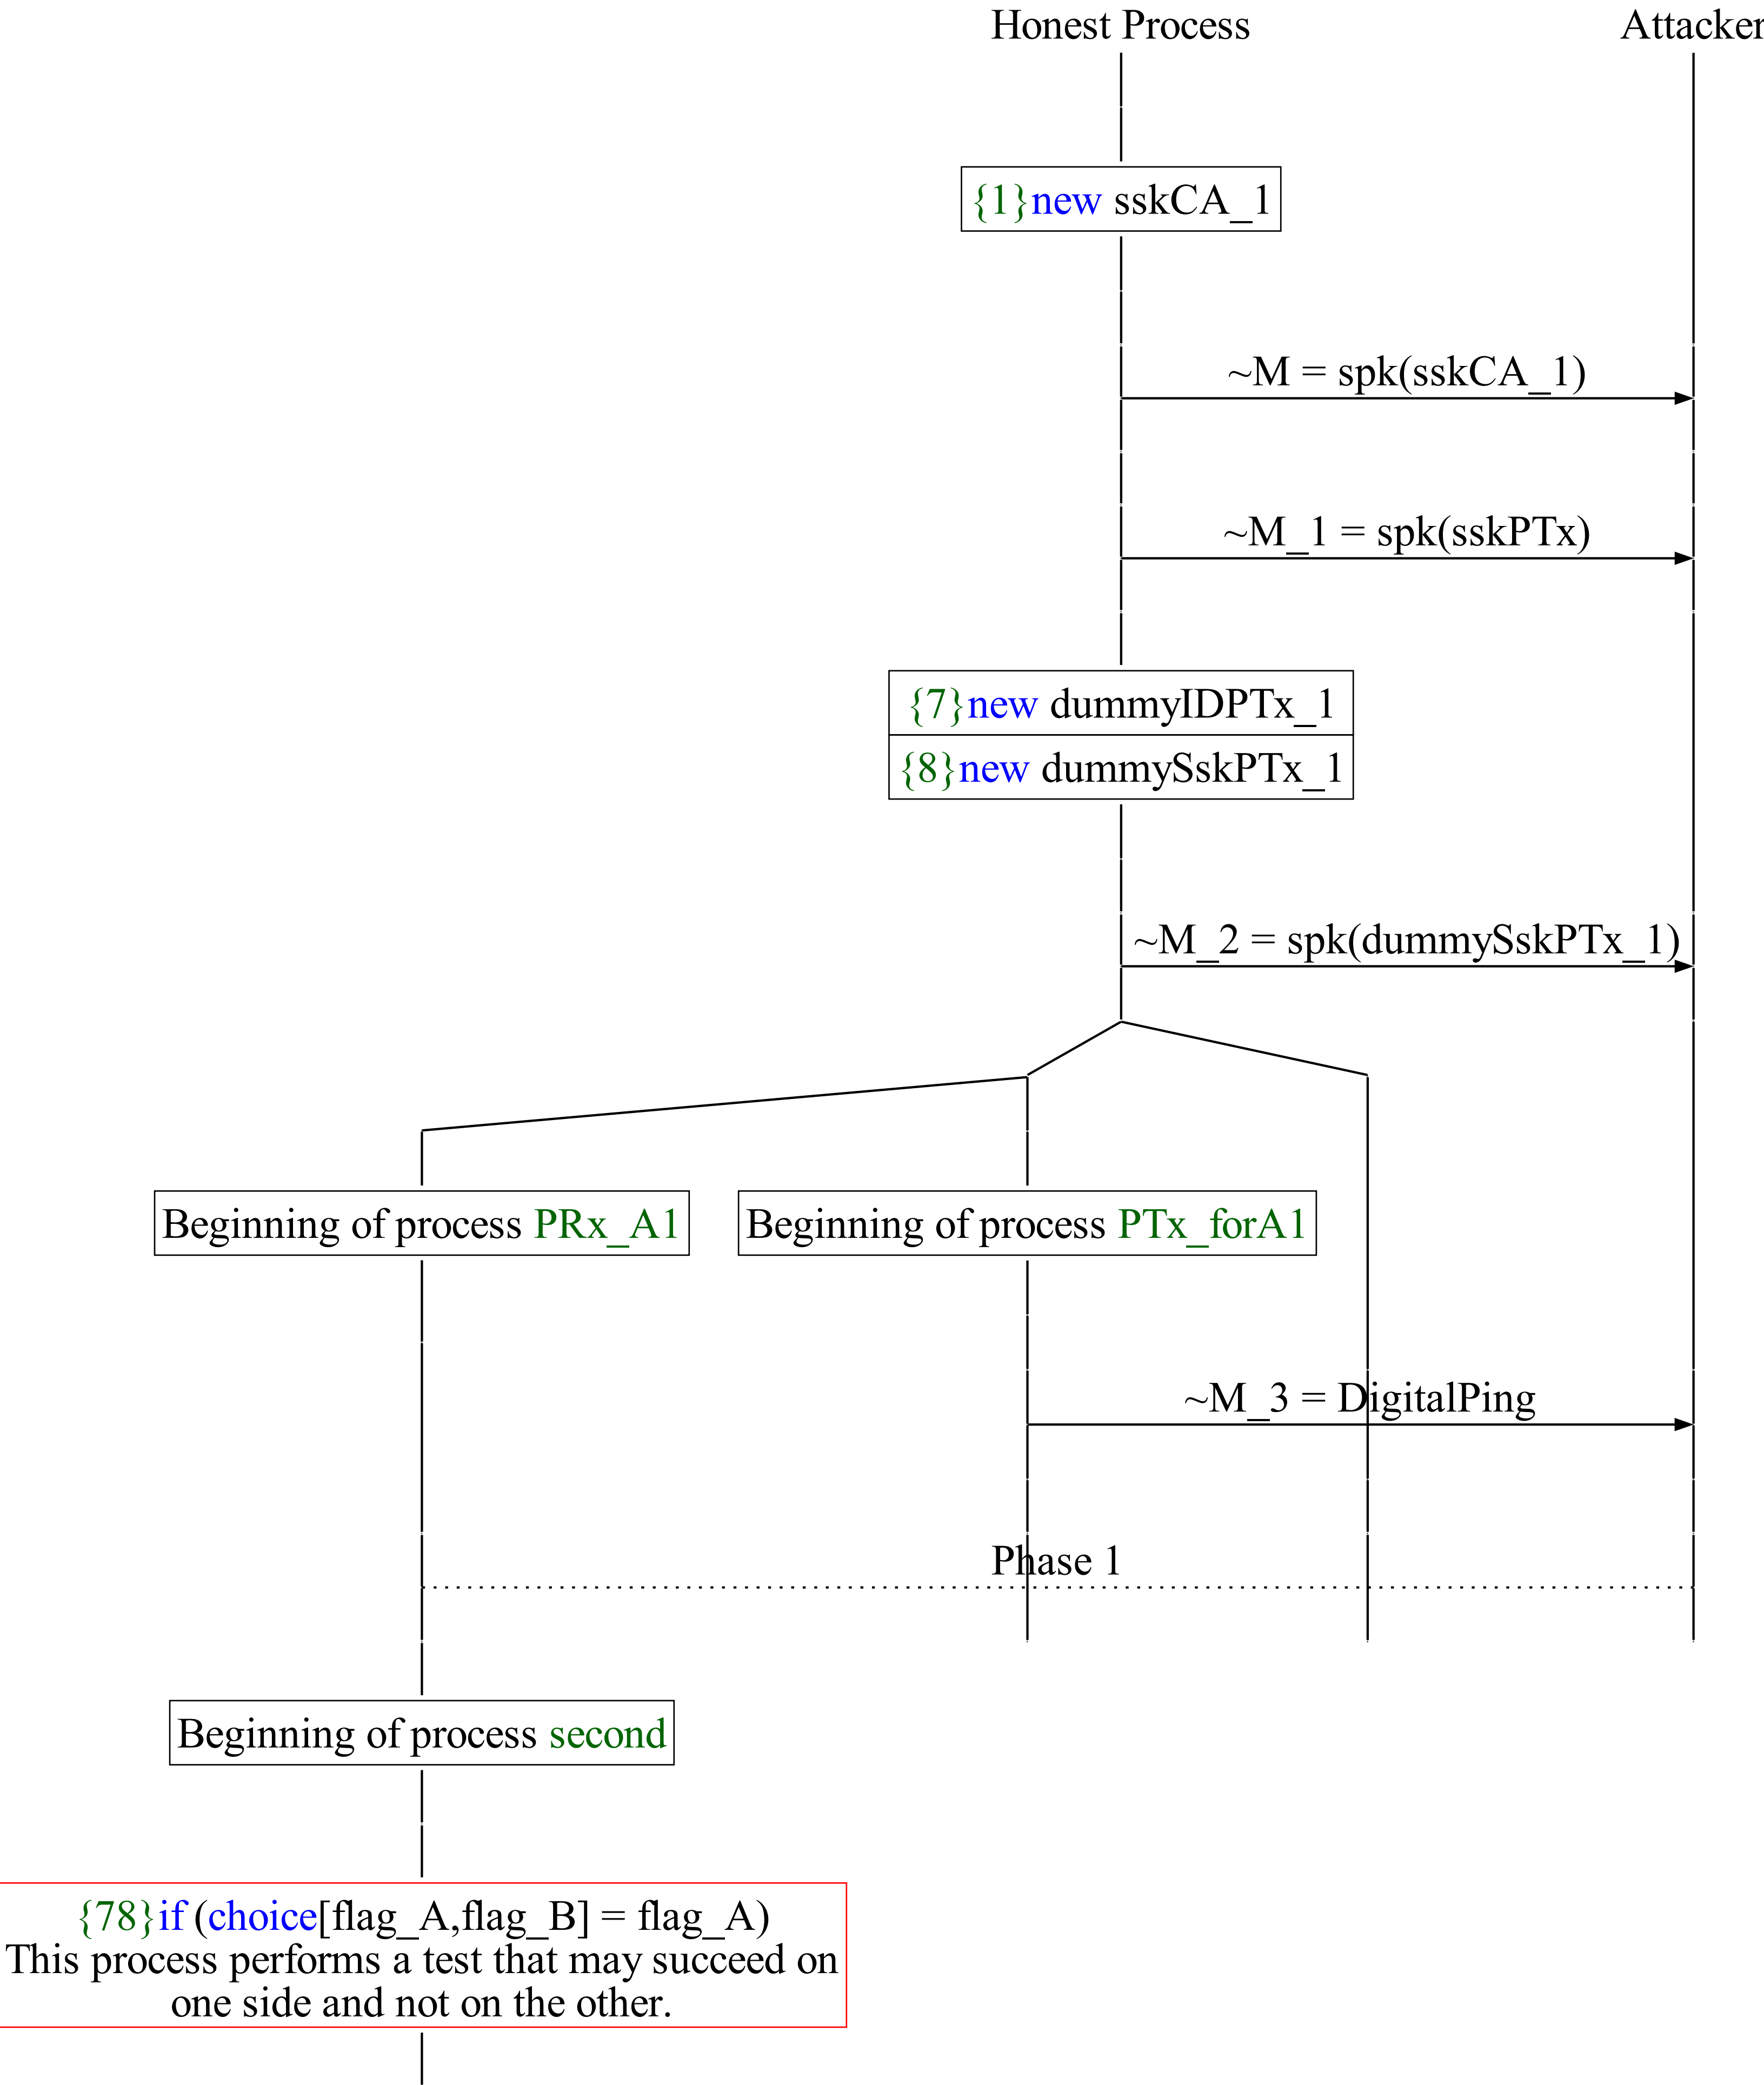 Honest Process
Attacker
{1}new sskCA_1
~M = spk(sskCA_1)
~M_1 = spk(sskPTx)
{7}new dummyIDPTx_1
{8}new dummySskPTx_1
~M_2 = spk(dummySskPTx_1)
Beginning of process PRx_A1
Beginning of process PTx_forA1
~M_3 = DigitalPing
Phase 1
Beginning of process second
{78}if (choice[flag_A,flag_B] = flag_A)
This process performs a test that may succeed on
one side and not on the other.